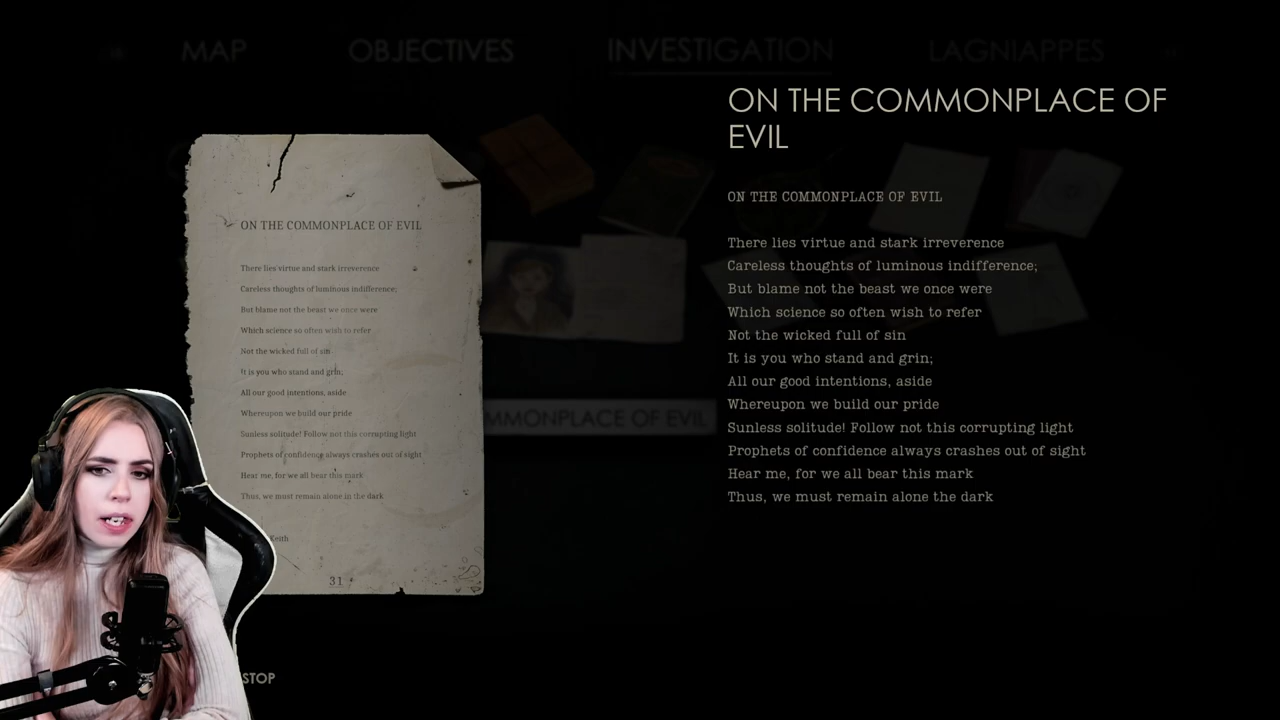 MAP
OBJECTIVES
INVESTIGATION
LAGNIAPPES
ON THE COMMONPLACE OF
EVIL
ON THE COMMONPLACE OF EVIL
There lies virtue and stark irreverence
Careless thoughts of luminous indifference;
But blame not the beast we once were
Which science so often wish to refer
Not the wicked full of sin
It is you who stand and grin;
All our good intentions, aside
Whereupon we build our pride
Sunless solitude! Follow not this corrupting light
Prophets of confidence always crashes out of sight
Hear me, for we all bear this mark
Thus, we must remain alone in the dark
Keith
31
ON THE COMMONPLACE OF EVIL
There lies virtue and stark irreverence
Careless thoughts of luminous indifference;
But blame not the beast we once were
Which science so often wish to refer
Not the wicked full of sin
It is you who stand and grin;
All our good intentions, aside
Whereupon we build our pride
Sunless solitude! Follow not this corrupting light
Prophets of confidence always crashes out of sight
Hear me, for we all bear this mark
Thus, we must remain alone the dark
MMONPLACE OF EVIL
STOP